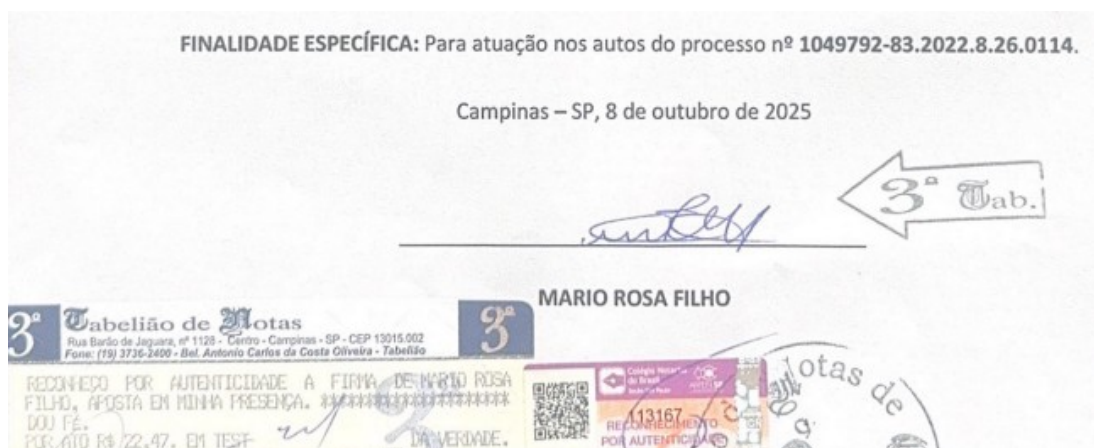 FINALIDADE ESPECÍFICA: Para atuação nos autos do processo nº 1049792-83.2022.8.26.0114.
Campinas – SP, 8 de outubro de 2025
3º Tab.
MARIO ROSA FILHO
3º Tabelião de Notas 3º
Rua Barão de Jaguara, nº 1128 - Centro - Campinas - SP - CEP 13015.002
Fone: (19) 3736-2400 - Bel. Antonio Carlos da Costa Oliveira - Tabelião
RECONHEÇO POR AUTENTICIDADE A FIRMA DE MARIO ROSA
FILHO, APOSTA EM MINHA PRESENÇA.
DOU FÉ.
POR ATO R$ 22,47. EM TEST DA VERDADE.
Colégio Notarial
do Brasil
113167
RECONHECIMENTO
POR AUTENTICIDADE
Notas de